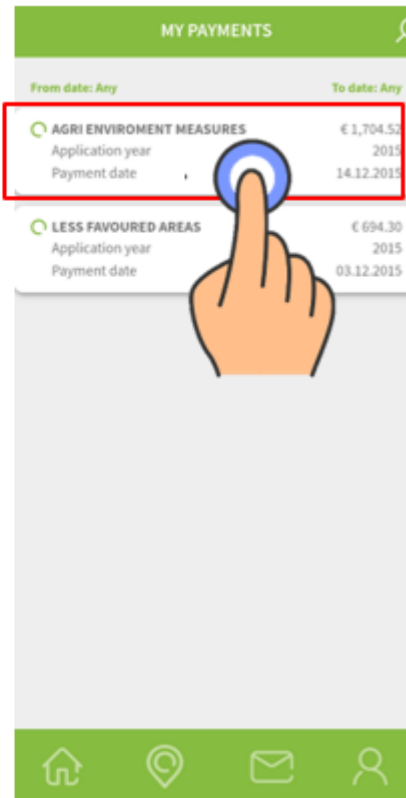 MY PAYMENTS
From date: Any To date: Any
AGRI ENVIROMENT MEASURES € 1,704.52
Application year 2015
Payment date 14.12.2015
LESS FAVOURED AREAS € 694.30
Application year 2015
Payment date 03.12.2015